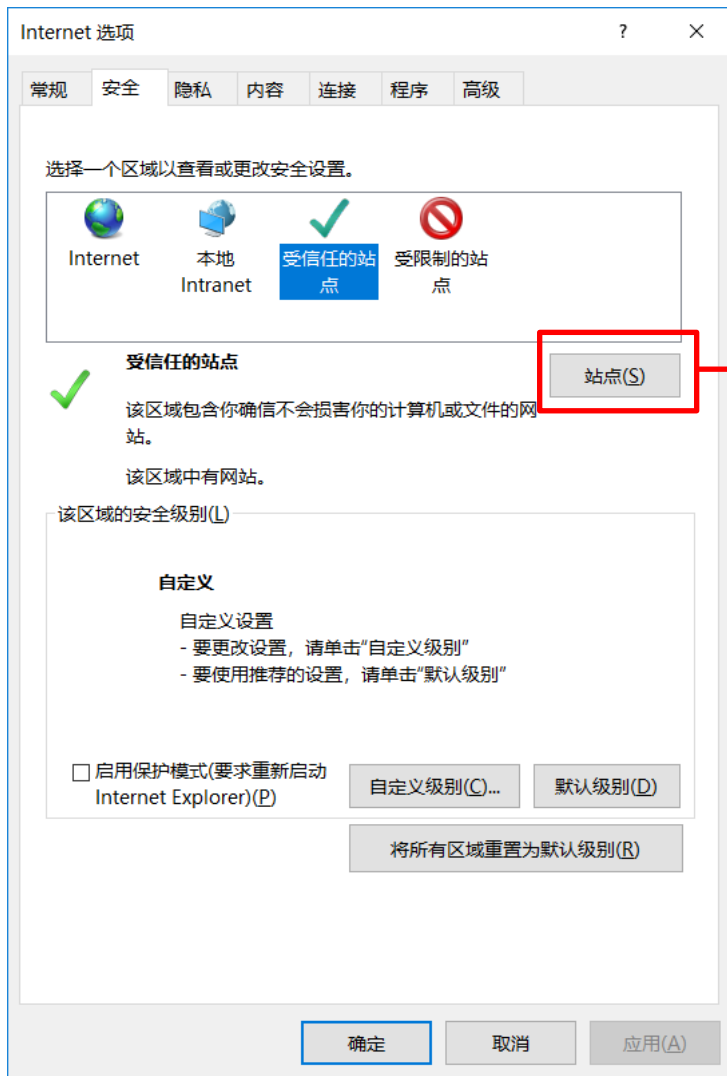 Internet 选项
?
常规 安全 隐私 内容 连接 程序 高级
选择一个区域以查看或更改安全设置。
Internet
本地
Intranet
受信任的站
点
受限制的站
点
受信任的站点
站点(S)
该区域包含你确信不会损害你的计算机或文件的网
站。
该区域中有网站。
该区域的安全级别(L)
自定义
自定义设置
- 要更改设置，请单击“自定义级别”
- 要使用推荐的设置，请单击“默认级别”
启用保护模式(要求重新启动
Internet Explorer)(P)
自定义级别(C)... 默认级别(D)
将所有区域重置为默认级别(R)
确定 取消 应用(A)